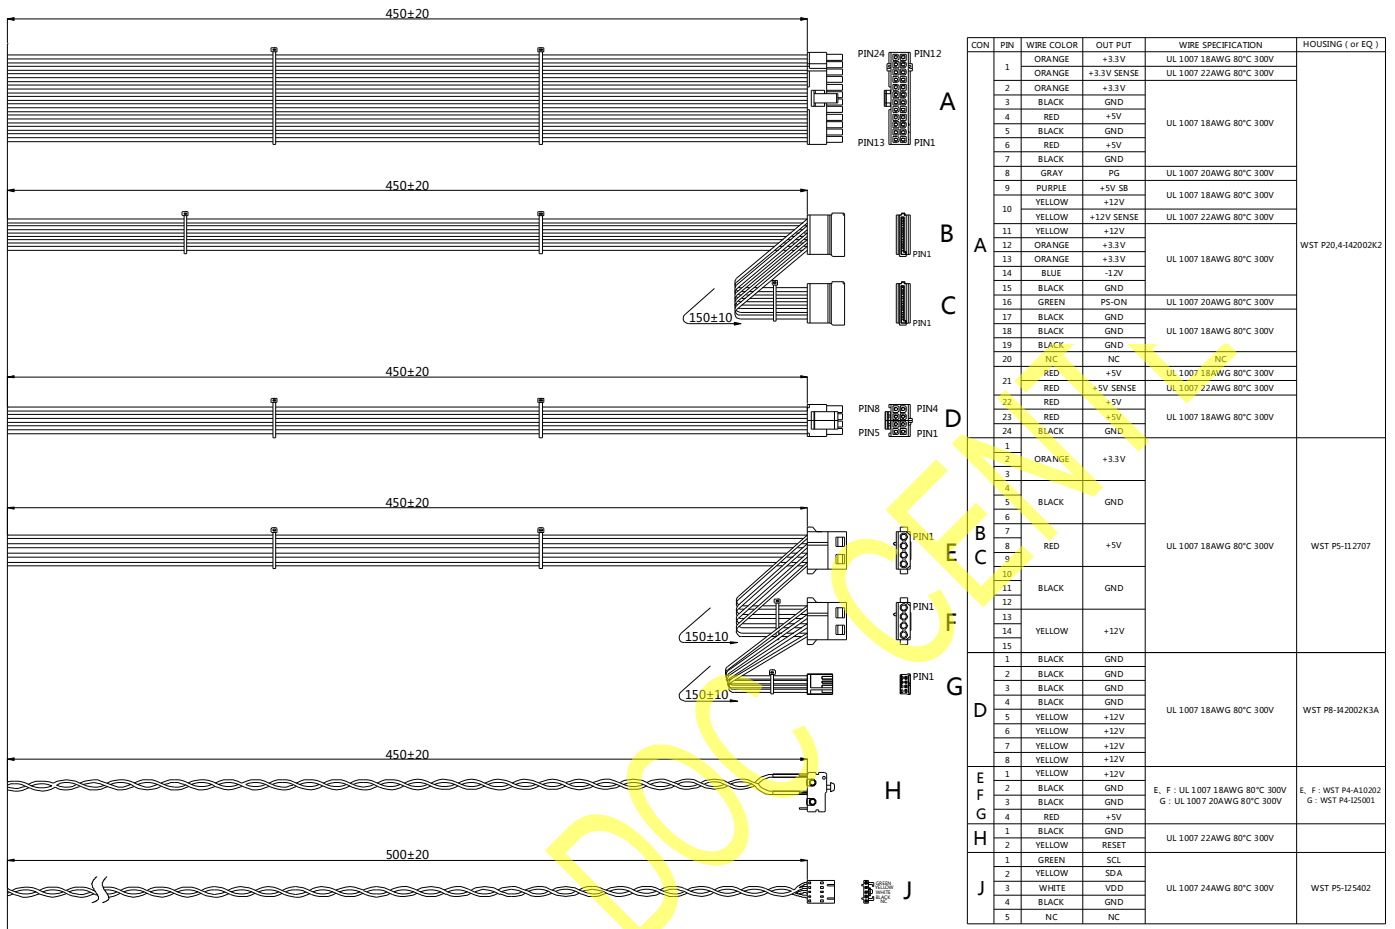 450±20
PIN24 PIN12
A
PIN13 PIN1
450±20
B
PIN1
C
150±10
PIN1
450±20
PIN8 PIN4
D
PIN5 PIN1
450±20
PIN1
E
PIN1
F
150±10
PIN1
G
150±10
450±20
H
500±20
GREEN
YELLOW
WHITE
BLACK
NC
J
CON PIN WIRE COLOR OUT PUT WIRE SPECIFICATION HOUSING ( or EQ )
A
1 ORANGE +3.3V UL 1007 18AWG 80°C 300V
ORANGE +3.3V SENSE UL 1007 22AWG 80°C 300V
2 ORANGE +3.3V
3 BLACK GND
4 RED +5V
UL 1007 18AWG 80°C 300V
5 BLACK GND
6 RED +5V
7 BLACK GND
8 GRAY PG UL 1007 20AWG 80°C 300V
9 PURPLE +5V SB UL 1007 18AWG 80°C 300V
10 YELLOW +12V
YELLOW +12V SENSE UL 1007 22AWG 80°C 300V
11 YELLOW +12V
12 ORANGE +3.3V WST P20,4-I42002K2
13 ORANGE +3.3V UL 1007 18AWG 80°C 300V
14 BLUE -12V
15 BLACK GND
16 GREEN PS-ON UL 1007 20AWG 80°C 300V
17 BLACK GND
18 BLACK GND UL 1007 18AWG 80°C 300V
19 BLACK GND
20 NC NC NC
21 RED +5V UL 1007 18AWG 80°C 300V
RED +5V SENSE UL 1007 22AWG 80°C 300V
22 RED +5V
23 RED +5V UL 1007 18AWG 80°C 300V
24 BLACK GND
B
C
1
2 ORANGE +3.3V
3
4
5 BLACK GND
6
7
8 RED +5V UL 1007 18AWG 80°C 300V WST P5-I12707
9
10
11 BLACK GND
12
13
14 YELLOW +12V
15
D
1 BLACK GND
2 BLACK GND
3 BLACK GND
4 BLACK GND UL 1007 18AWG 80°C 300V WST P8-I42002K3A
5 YELLOW +12V
6 YELLOW +12V
7 YELLOW +12V
8 YELLOW +12V
E
F
G
1 YELLOW +12V
2 BLACK GND E、F : UL 1007 18AWG 80°C 300V E、F : WST P4-A10202
3 BLACK GND G : UL 1007 20AWG 80°C 300V G : WST P4-I25001
4 RED +5V
H
1 BLACK GND UL 1007 22AWG 80°C 300V
2 YELLOW RESET
J
1 GREEN SCL
2 YELLOW SDA
3 WHITE VDD UL 1007 24AWG 80°C 300V WST P5-I25402
4 BLACK GND
5 NC NC
DOC CENTE